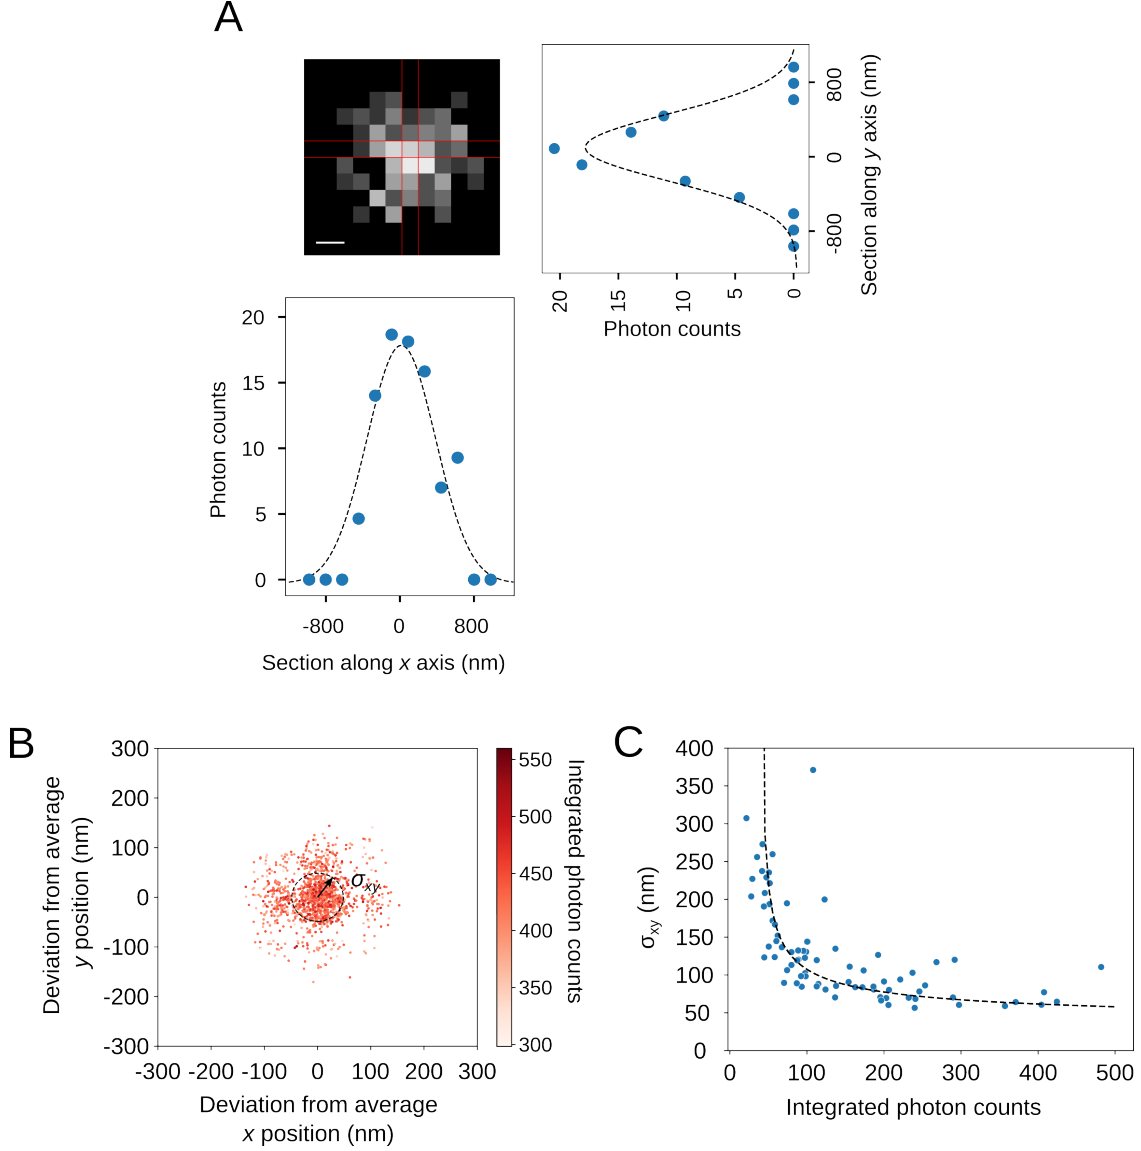 A
800
0
-800
Section along y axis (nm)
20
15
10
5
0
Photon counts
20
15
10
5
0
Photon counts
-800
0
800
Section along x axis (nm)
B
300
200
100
0
-100
-200
-300
Deviation from average
y position (nm)
σxy
-300 -200 -100 0 100 200 300
Deviation from average
x position (nm)
550
500
450
400
350
300
Integrated photon counts
C
400
350
300
250
200
150
100
50
0
σxy (nm)
0 100 200 300 400 500
Integrated photon counts